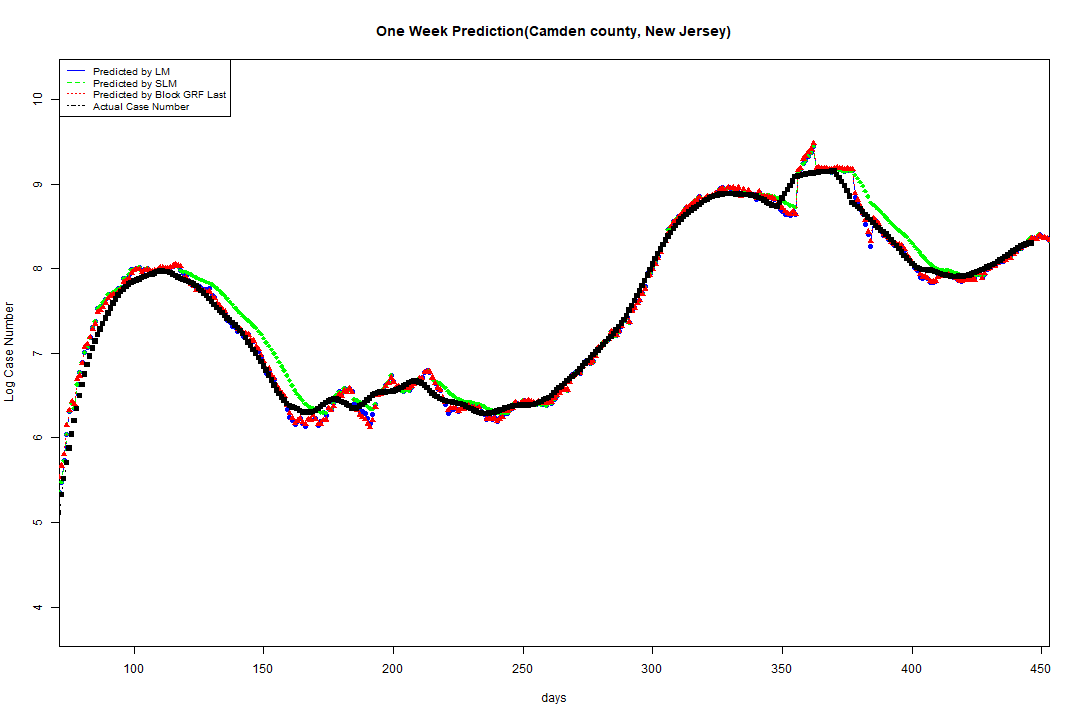 One Week Prediction(Camden county, New Jersey)
Predicted by LM
Predicted by SLM
Predicted by Block GRF Last
Actual Case Number
10
9
8
7
6
5
4
Log Case Number
100 150 200 250 300 350 400 450
days